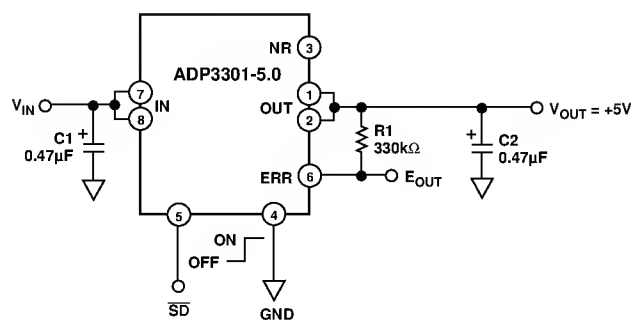 NR 3
ADP3301-5.0
7
IN
8
1
OUT
2
V_IN
V_OUT = +5V
C1 +
0.47µF
R1
330kΩ
+ C2
0.47µF
ERR 6
E_OUT
5
4
ON
OFF
SD
GND